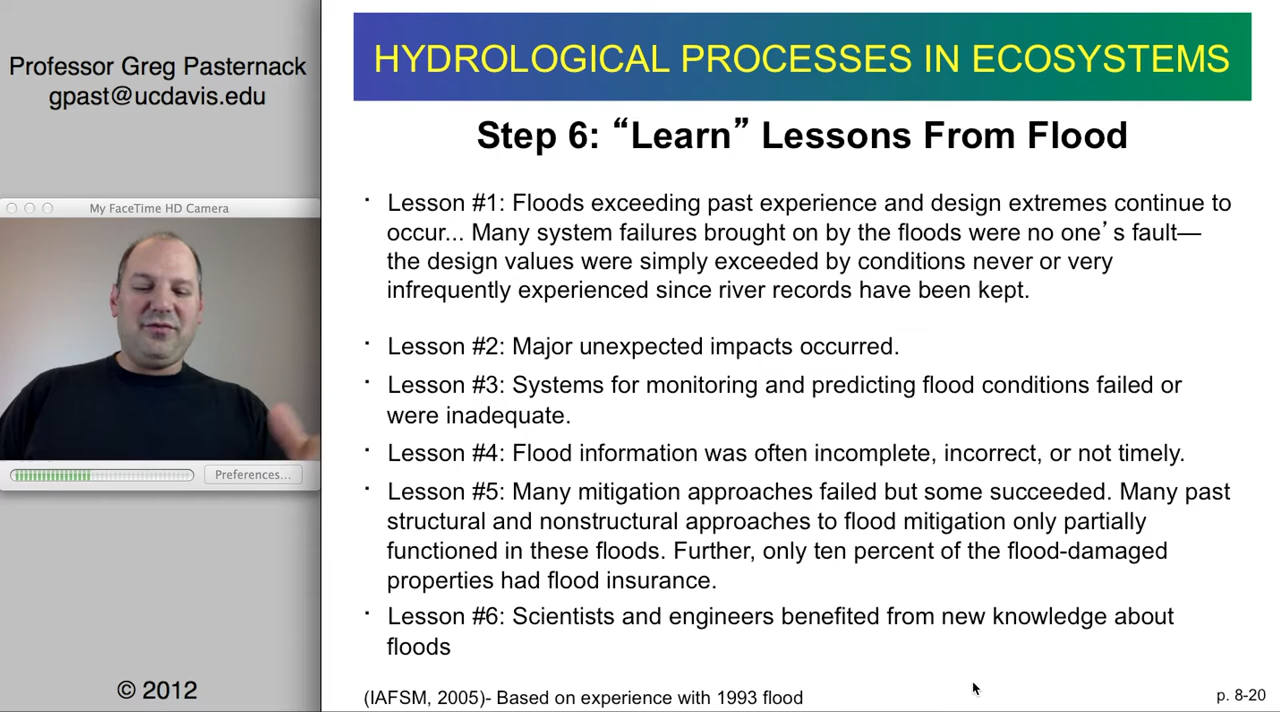 Professor Greg Pasternack
gpast@ucdavis.edu
My FaceTime HD Camera
Preferences...
© 2012
HYDROLOGICAL PROCESSES IN ECOSYSTEMS
Step 6: “Learn” Lessons From Flood
· Lesson #1: Floods exceeding past experience and design extremes continue to
occur... Many system failures brought on by the floods were no one’s fault—
the design values were simply exceeded by conditions never or very
infrequently experienced since river records have been kept.
· Lesson #2: Major unexpected impacts occurred.
· Lesson #3: Systems for monitoring and predicting flood conditions failed or
were inadequate.
· Lesson #4: Flood information was often incomplete, incorrect, or not timely.
· Lesson #5: Many mitigation approaches failed but some succeeded. Many past
structural and nonstructural approaches to flood mitigation only partially
functioned in these floods. Further, only ten percent of the flood-damaged
properties had flood insurance.
· Lesson #6: Scientists and engineers benefited from new knowledge about
floods
(IAFSM, 2005)- Based on experience with 1993 flood
p. 8-20